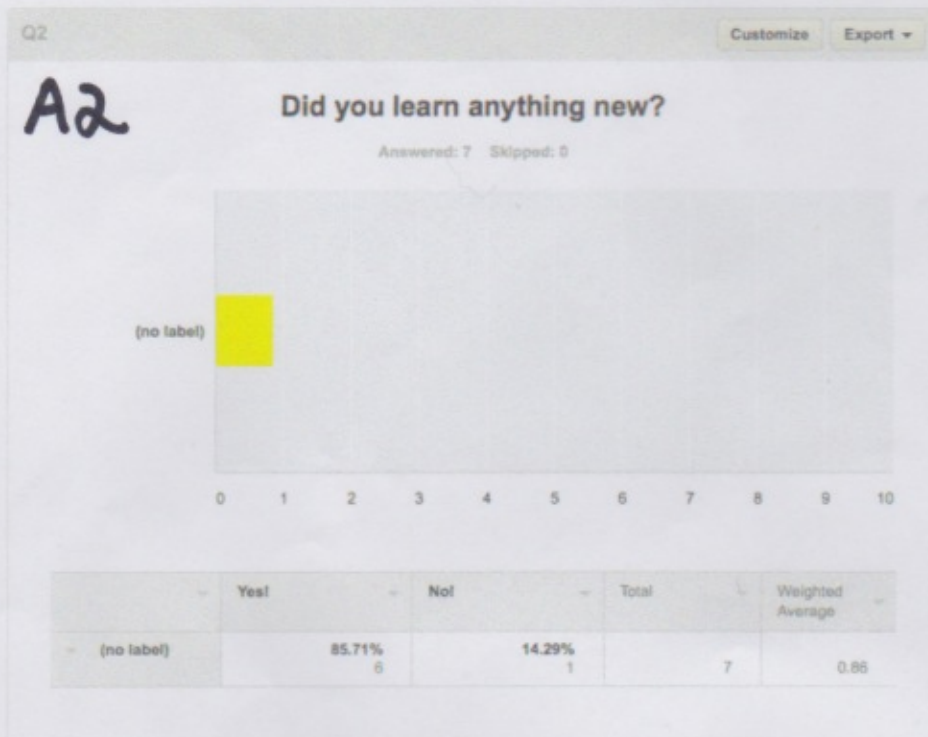 Q2
Customize
Export
A2
Did you learn anything new?
Answered: 7 Skipped: 0
(no label)
0 1 2 3 4 5 6 7 8 9 10
Yes! No! Total Weighted Average
(no label) 85.71% 14.29%
6 1 7 0.86